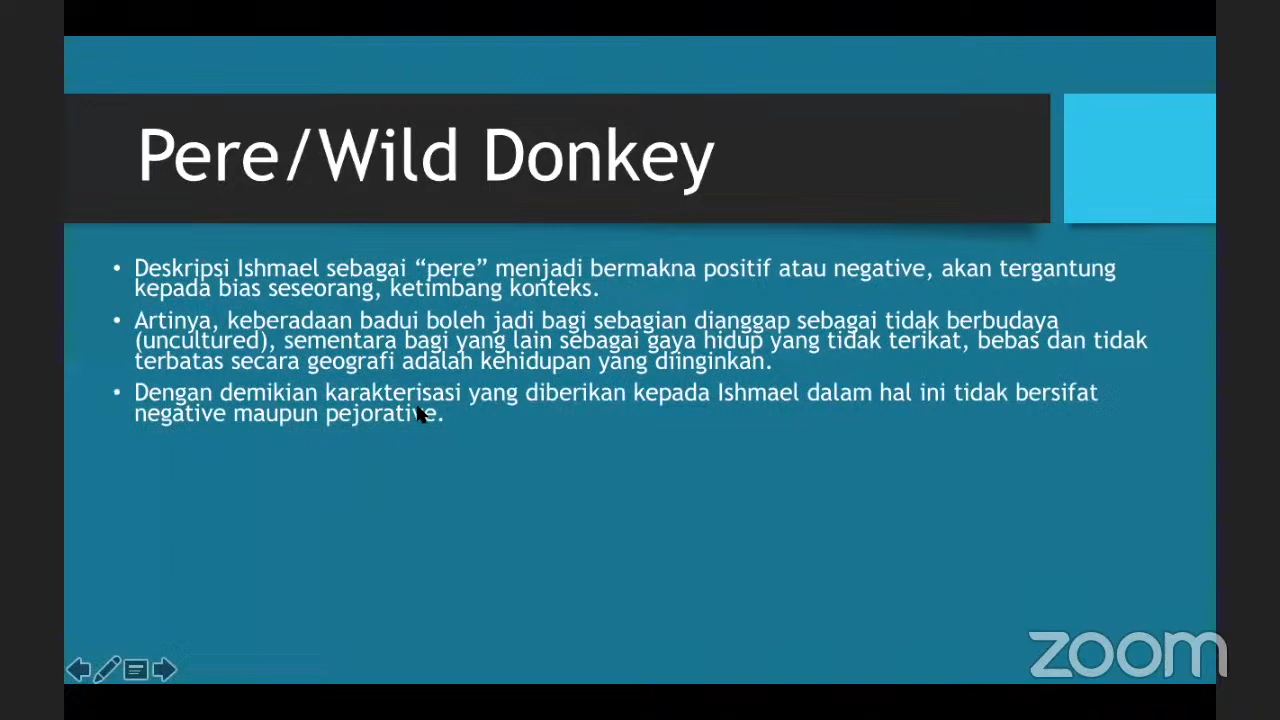 Pere/Wild Donkey
• Deskripsi Ishmael sebagai “pere” menjadi bermakna positif atau negative, akan tergantung
kepada bias seseorang, ketimbang konteks.
• Artinya, keberadaan badui boleh jadi bagi sebagian dianggap sebagai tidak berbudaya
(uncultured), sementara bagi yang lain sebagai gaya hidup yang tidak terikat, bebas dan tidak
terbatas secara geografi adalah kehidupan yang diinginkan.
• Dengan demikian karakterisasi yang diberikan kepada Ishmael dalam hal ini tidak bersifat
negative maupun pejorative.
zoom